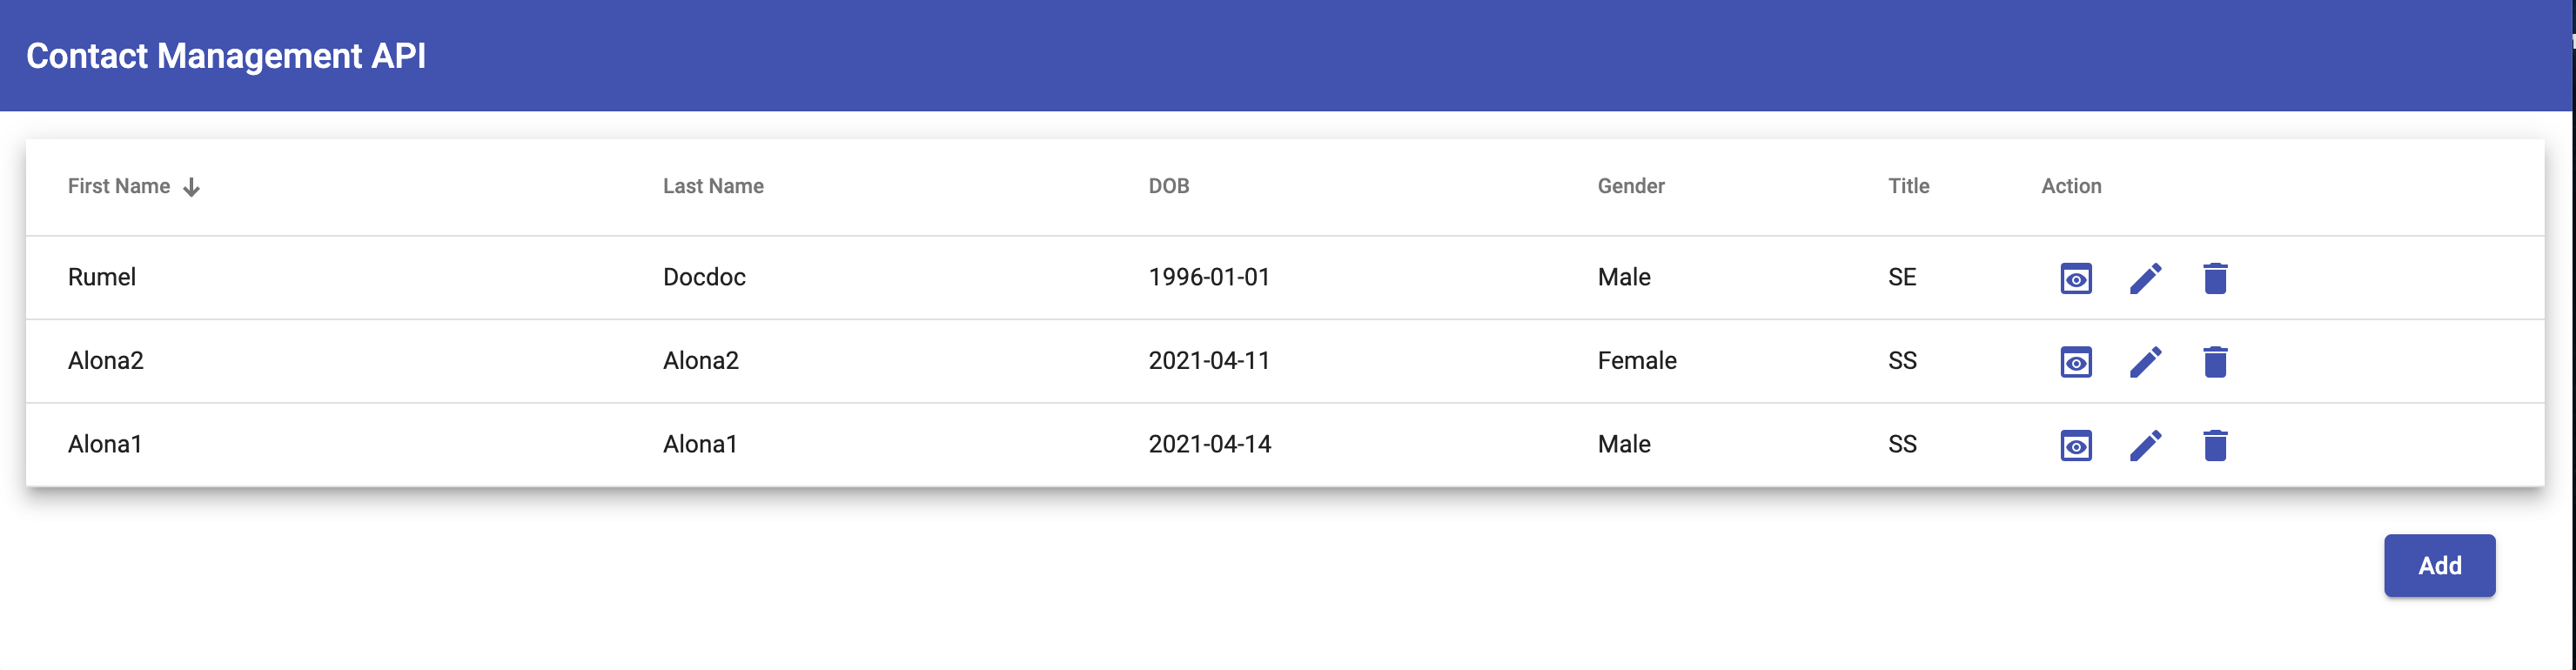 Contact Management API
First Name Last Name DOB Gender Title Action
Rumel Docdoc 1996-01-01 Male SE
Alona2 Alona2 2021-04-11 Female SS
Alona1 Alona1 2021-04-14 Male SS
Add